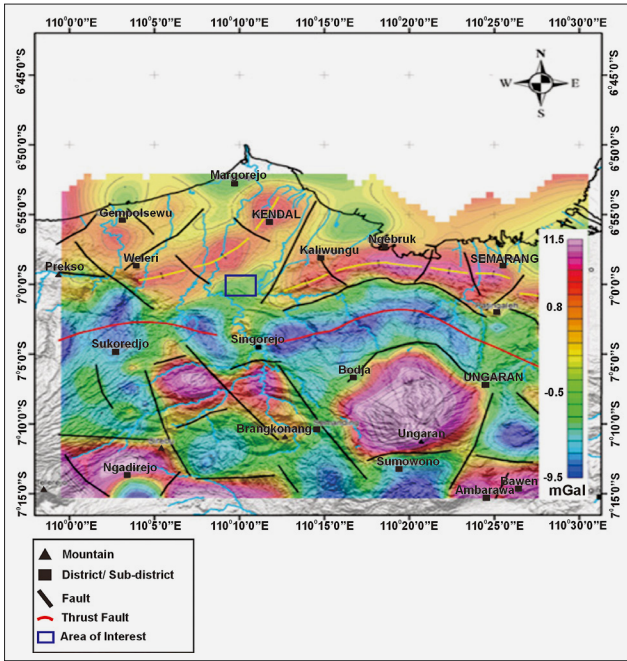 110°0'0"E 110°5'0"E 110°10'0"E 110°15'0"E 110°20'0"E 110°25'0"E 110°30'0"E
6°45'0"S 6°45'0"S
6°50'0"S 6°50'0"S
6°55'0"S 6°55'0"S
7°0'0"S 7°0'0"S
7°5'0"S 7°5'0"S
7°10'0"S 7°10'0"S
7°15'0"S 7°15'0"S
N
W E
S
Margorejo
Gempolsewu
KENDAL
Ngebruk
Kaliwungu
Weleri
SEMARANG
Prekso
Singorejo
Sukoredjo
Bodja
UNGARAN
Brangkonang
Ungaran
Sumowono
Ngadirejo
Bawen
Ambarawa
11.5
0.8
-0.5
-9.5
mGal
110°0'0"E 110°5'0"E 110°10'0"E 110°15'0"E 110°20'0"E 110°25'0"E 110°30'0"E
Mountain
District/ Sub-district
Fault
Thrust Fault
Area of Interest